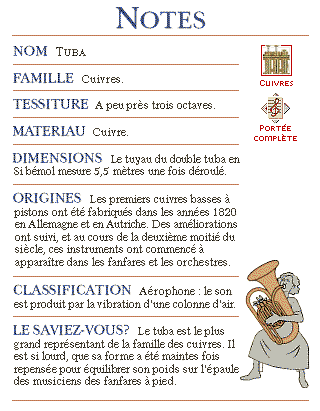 NOTES
NOM TUBA
FAMILLE Cuivres.
TESSITURE A peu près trois octaves.
MATERIAU Cuivre.
CUIVRES
PORTÉE
COMPLÈTE
DIMENSIONS Le tuyau du double tuba en
Si bémol mesure 5,5 mètres une fois déroulé.
ORIGINES Les premiers cuivres basses à
pistons ont été fabriqués dans les années 1820
en Allemagne et en Autriche. Des améliorations
ont suivi, et au cours de la deuxième moitié du
siècle, ces instruments ont commencé à
apparaître dans les fanfares et les orchestres.
CLASSIFICATION Aérophone : le son
est produit par la vibration d'une colonne d'air.
LE SAVIEZ-VOUS? Le tuba est le plus
grand représentant de la famille des cuivres. Il
est si lourd, que sa forme a été maintes fois
repensée pour équilibrer son poids sur l'épaule
des musiciens des fanfares à pied.